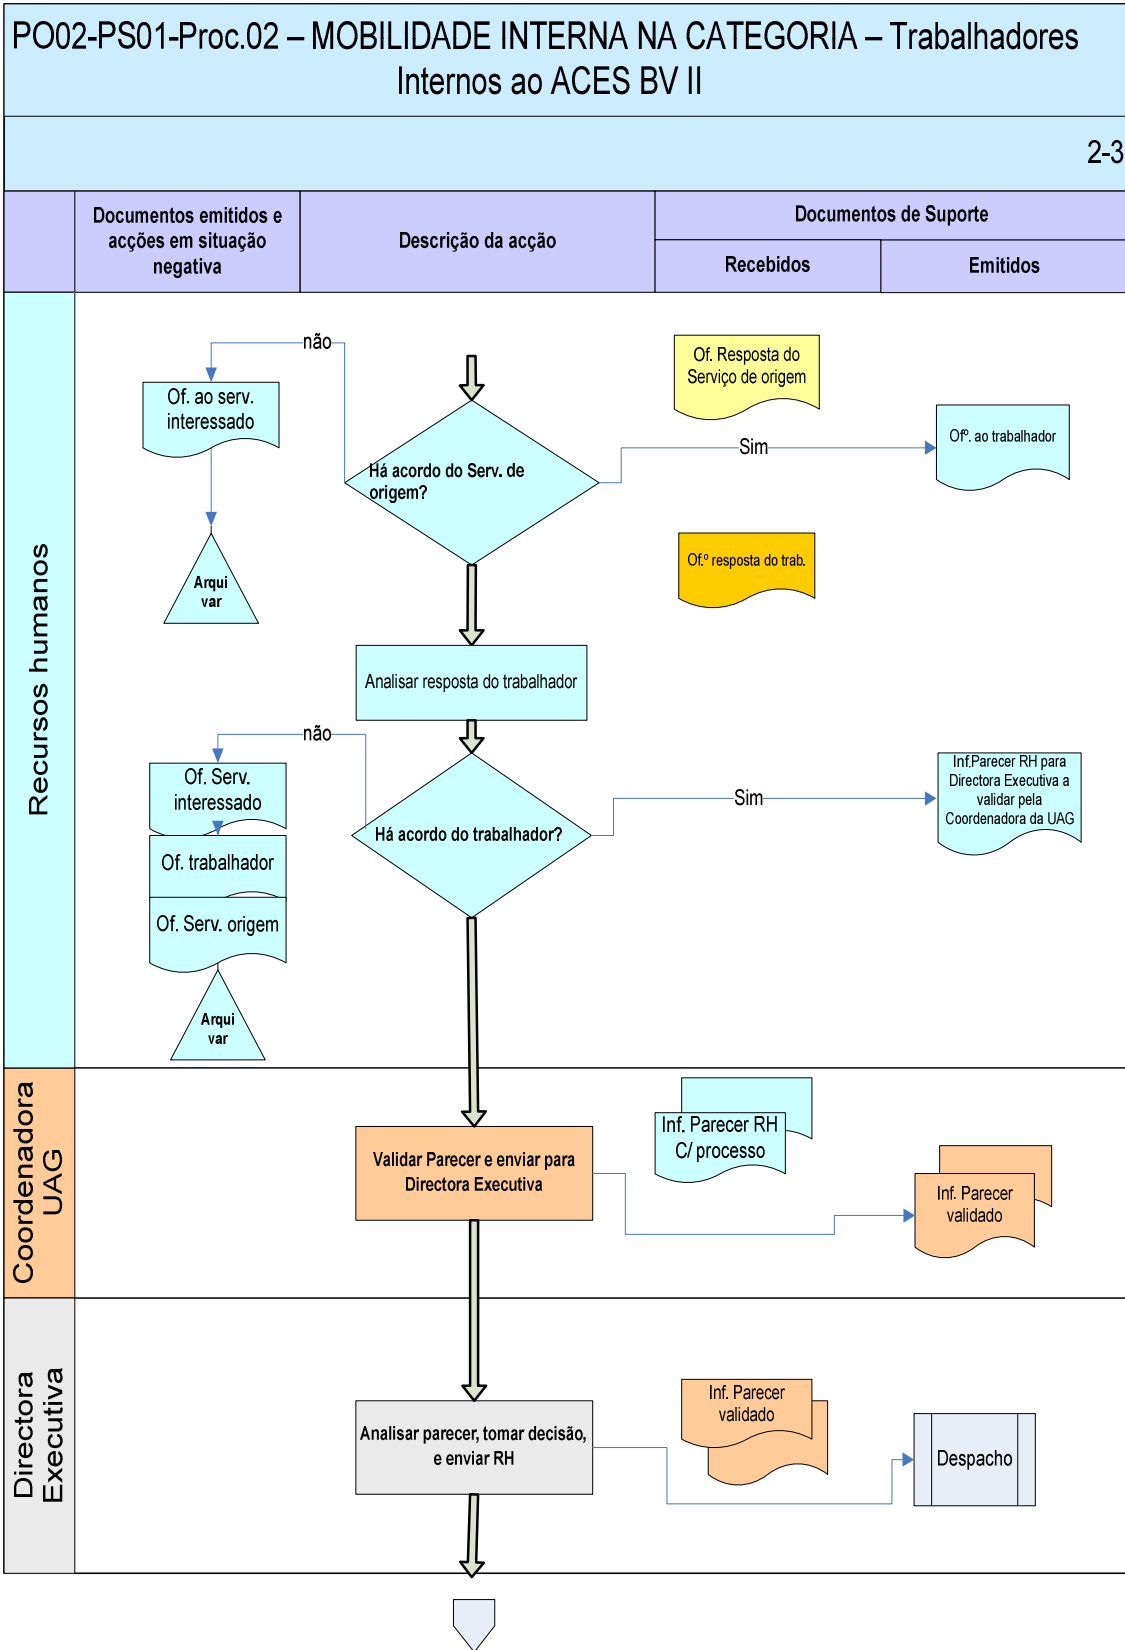 PO02-PS01-Proc.02 – MOBILIDADE INTERNA NA CATEGORIA – Trabalhadores
Internos ao ACES BV II
2-3
Documentos emitidos e
acções em situação
negativa
Descrição da acção
Documentos de Suporte
Recebidos
Emitidos
Recursos humanos
não
Of. ao serv.
interessado
Arqui
var
Há acordo do Serv. de
origem?
Of. Resposta do
Serviço de origem
Sim
Ofº. ao trabalhador
Of.º resposta do trab.
Analisar resposta do trabalhador
não
Of. Serv.
interessado
Of. trabalhador
Of. Serv. origem
Arqui
var
Há acordo do trabalhador?
Sim
Inf.Parecer RH para
Directora Executiva a
validar pela
Coordenadora da UAG
Coordenadora
UAG
Validar Parecer e enviar para
Directora Executiva
Inf. Parecer RH
C/ processo
Inf. Parecer
validado
Directora
Executiva
Analisar parecer, tomar decisão,
e enviar RH
Inf. Parecer
validado
Despacho